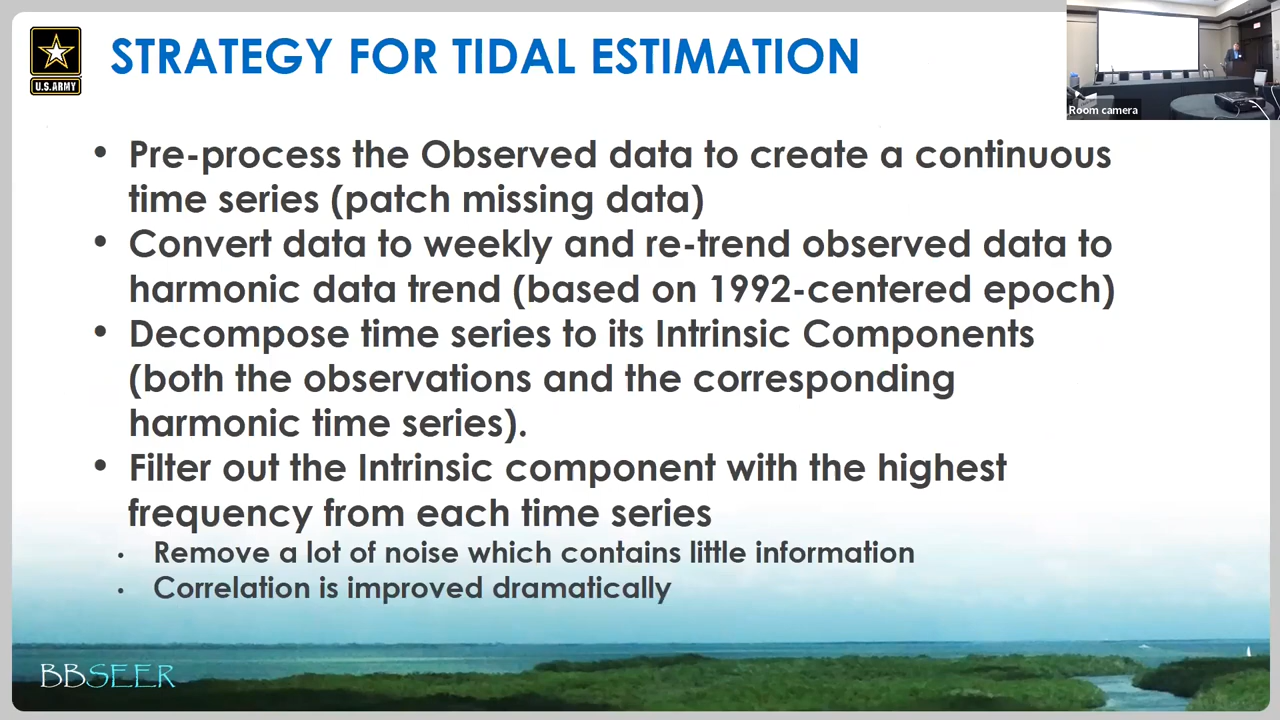 STRATEGY FOR TIDAL ESTIMATION
U.S.ARMY
Room camera
• Pre-process the Observed data to create a continuous
time series (patch missing data)
• Convert data to weekly and re-trend observed data to
harmonic data trend (based on 1992-centered epoch)
• Decompose time series to its Intrinsic Components
(both the observations and the corresponding
harmonic time series).
• Filter out the Intrinsic component with the highest
frequency from each time series
• Remove a lot of noise which contains little information
• Correlation is improved dramatically
BBSEER